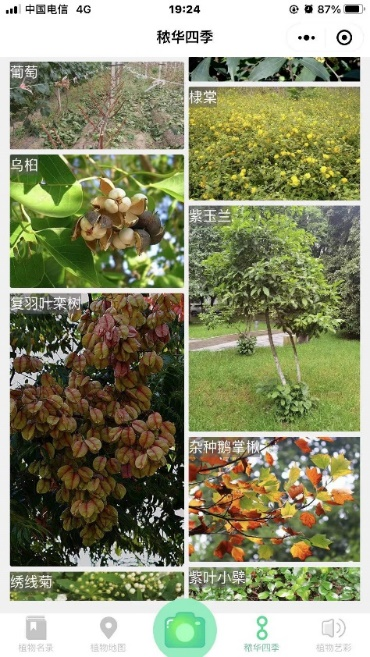 中国电信 4G
19:24
87%
秾华四季
葡萄
棣棠
乌桕
紫玉兰
复羽叶栾树
杂种鹅掌楸
绣线菊
紫叶小檗
植物名录
植物地图
秾华四季
植物艺彩